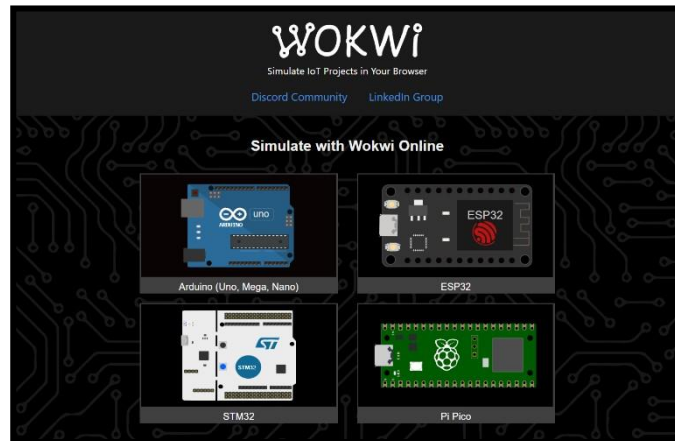 WOKWi
Simulate IoT Projects in Your Browser
Discord Community LinkedIn Group
Simulate with Wokwi Online
UNO
ARDUINO
ESP32
Arduino (Uno, Mega, Nano) ESP32
ST
STM32
STM32 Pi Pico